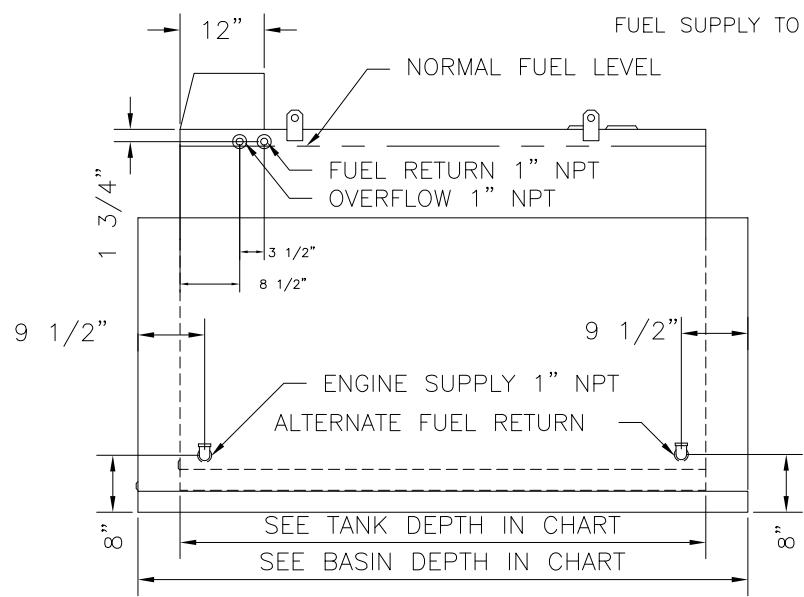 12"
FUEL SUPPLY TO
NORMAL FUEL LEVEL
FUEL RETURN 1" NPT
OVERFLOW 1" NPT
1 3/4"
3 1/2"
8 1/2"
9 1/2"
9 1/2"
ENGINE SUPPLY 1" NPT
ALTERNATE FUEL RETURN
8"
8"
SEE TANK DEPTH IN CHART
SEE BASIN DEPTH IN CHART